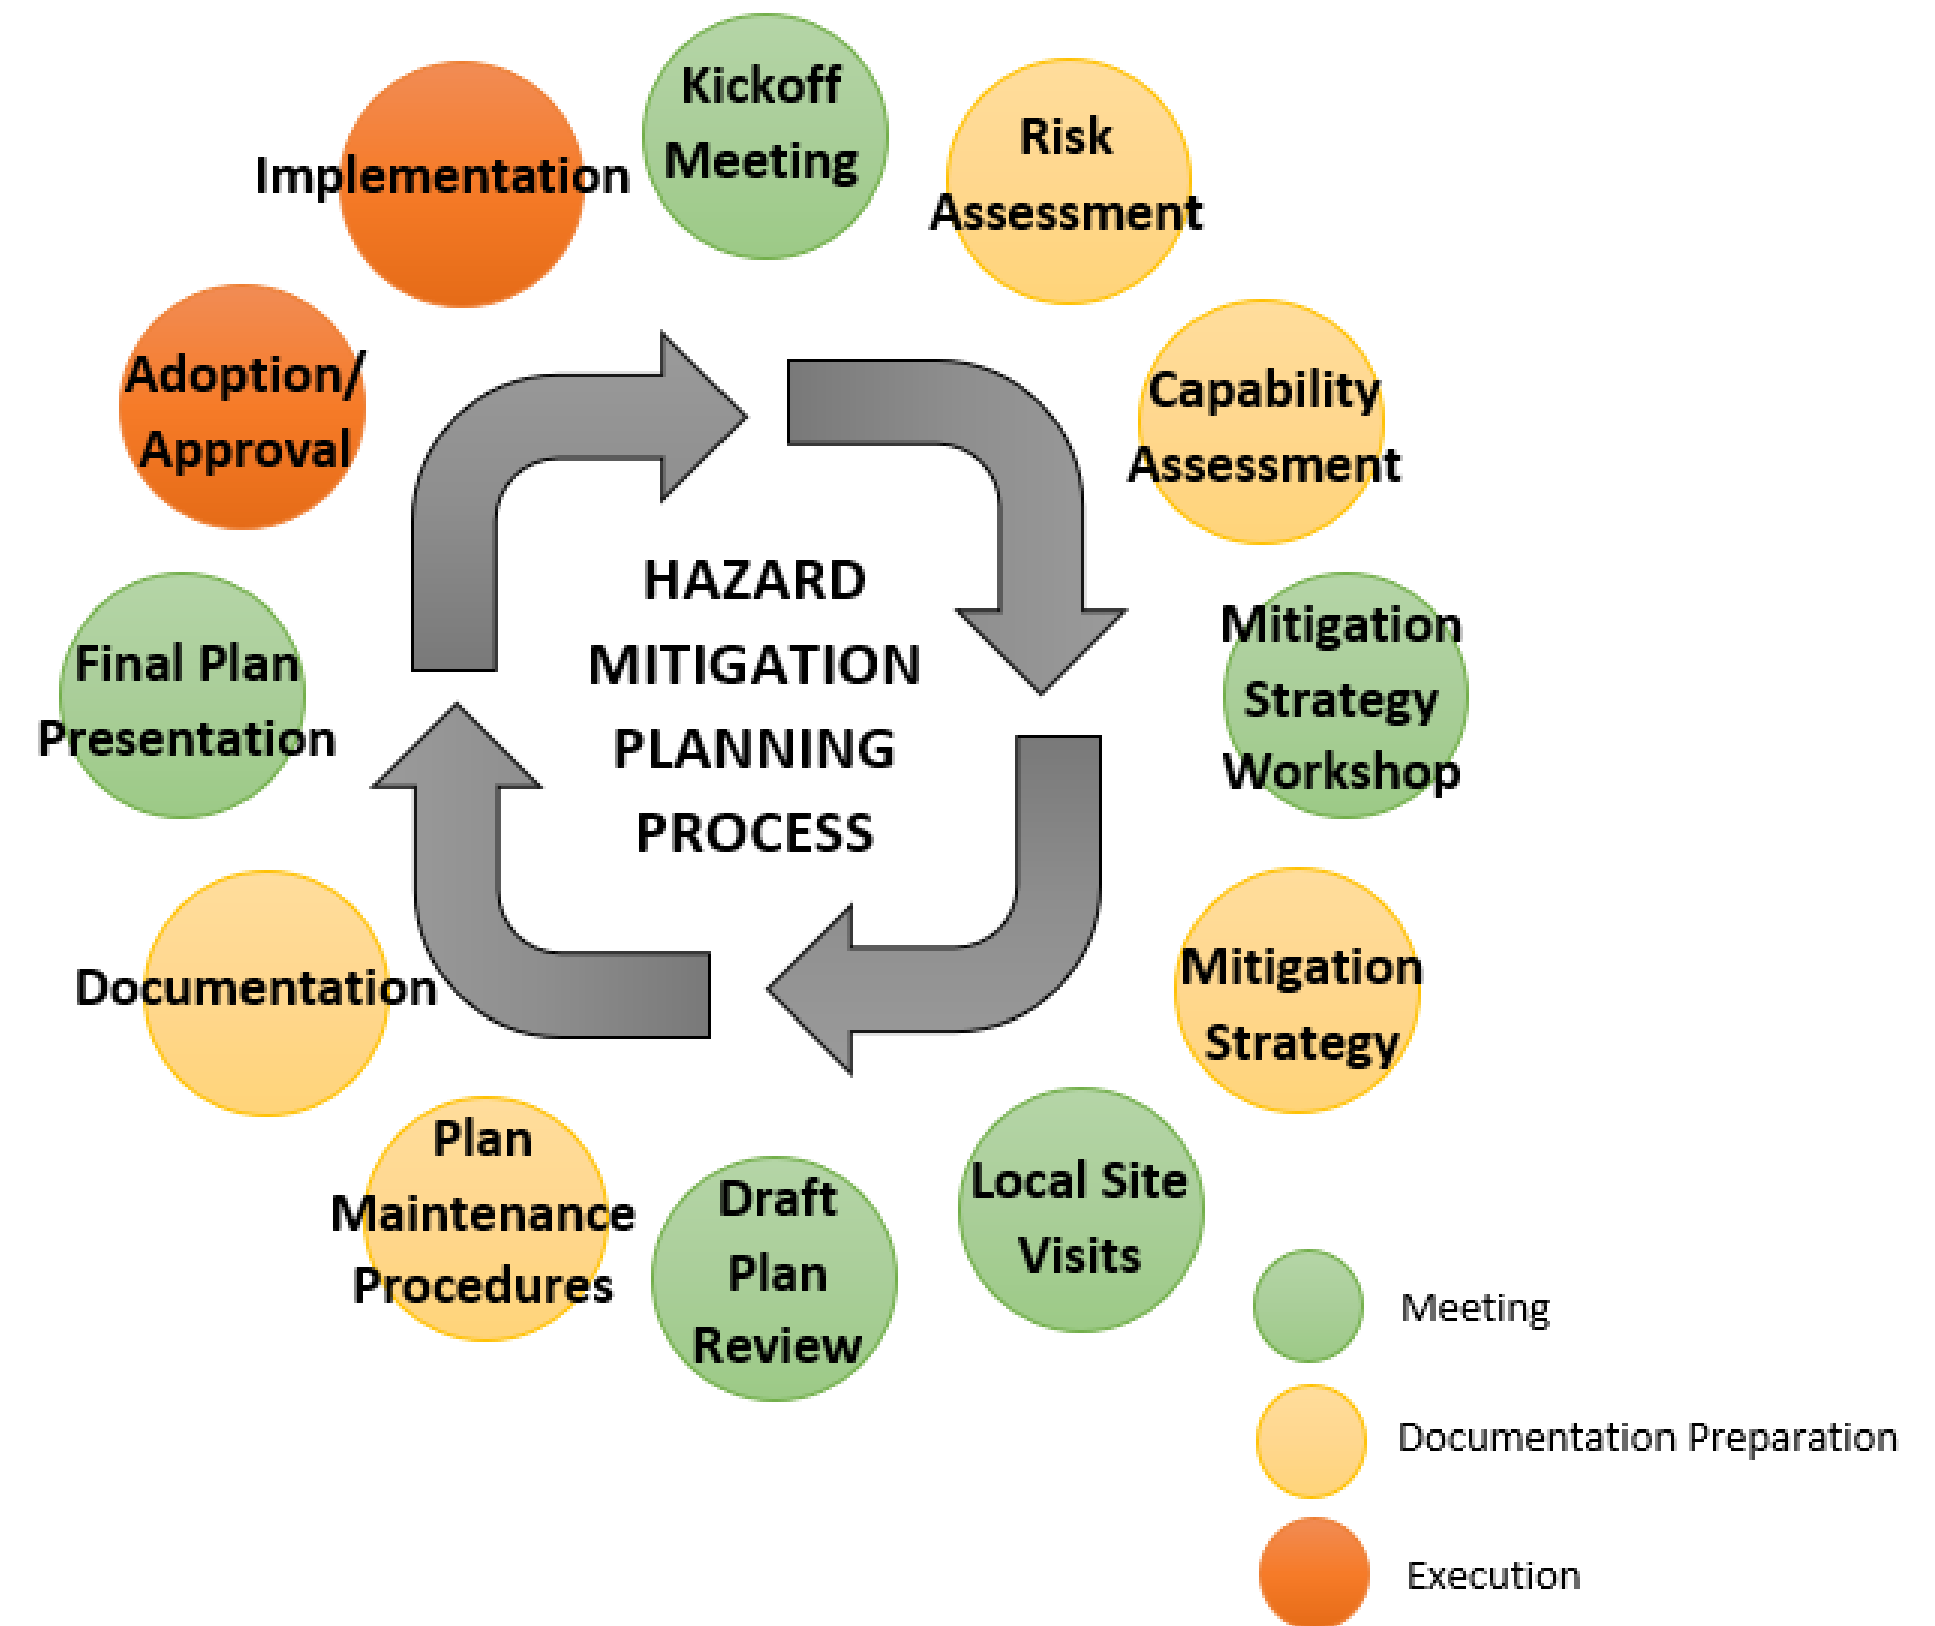 Kickoff
Meeting
Risk
Assessment
Capability
Assessment
Mitigation
Strategy
Workshop
Mitigation
Strategy
Local Site
Visits
Draft
Plan
Review
Plan
Maintenance
Procedures
Documentation
Final Plan
Presentation
Adoption/
Approval
Implementation
HAZARD
MITIGATION
PLANNING
PROCESS
Meeting
Documentation Preparation
Execution